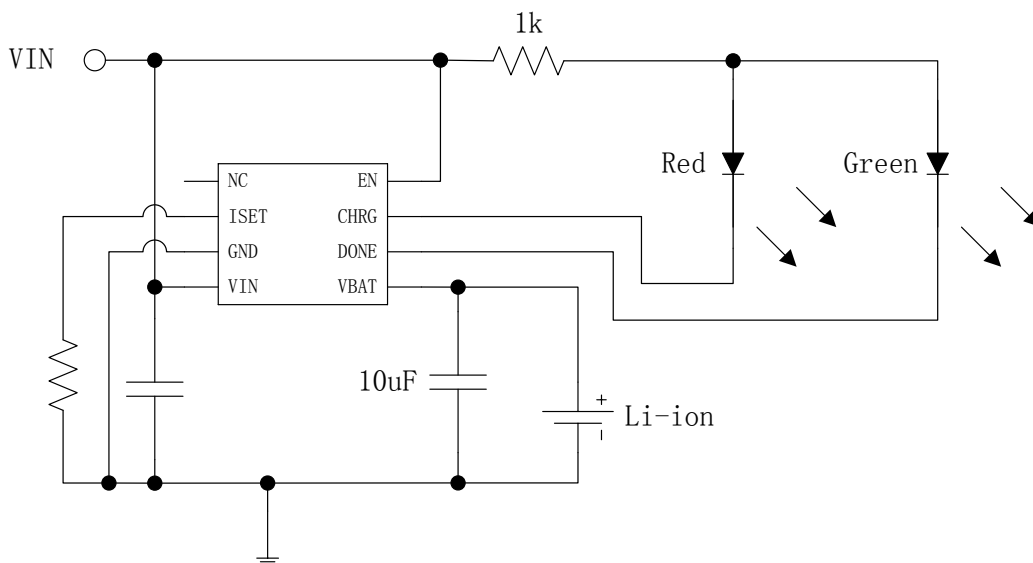 1k
VIN
Red
Green
NC EN
ISET CHRG
GND DONE
VIN VBAT
10uF
+
Li-ion
-